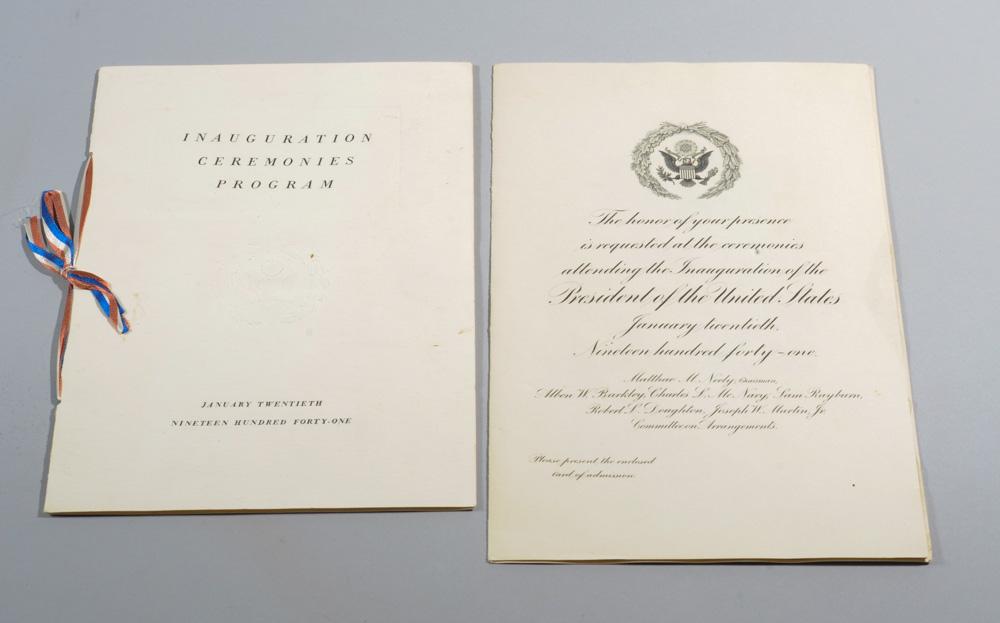 INAUGURATION
CEREMONIES
PROGRAM
JANUARY TWENTIETH
NINETEEN HUNDRED FORTY-ONE
The honor of your presence
is requested at the ceremonies
attending the Inauguration of the
President of the United States
January twentieth
Nineteen hundred forty-one.
Matthew M. Neely, Chairman,
Alben W. Barkley, Charles L. Mc. Nary, Sam Rayburn,
Robert L. Doughton, Joseph W. Martin, Jr.
Committee on Arrangements.
Please present the enclosed
card of admission.